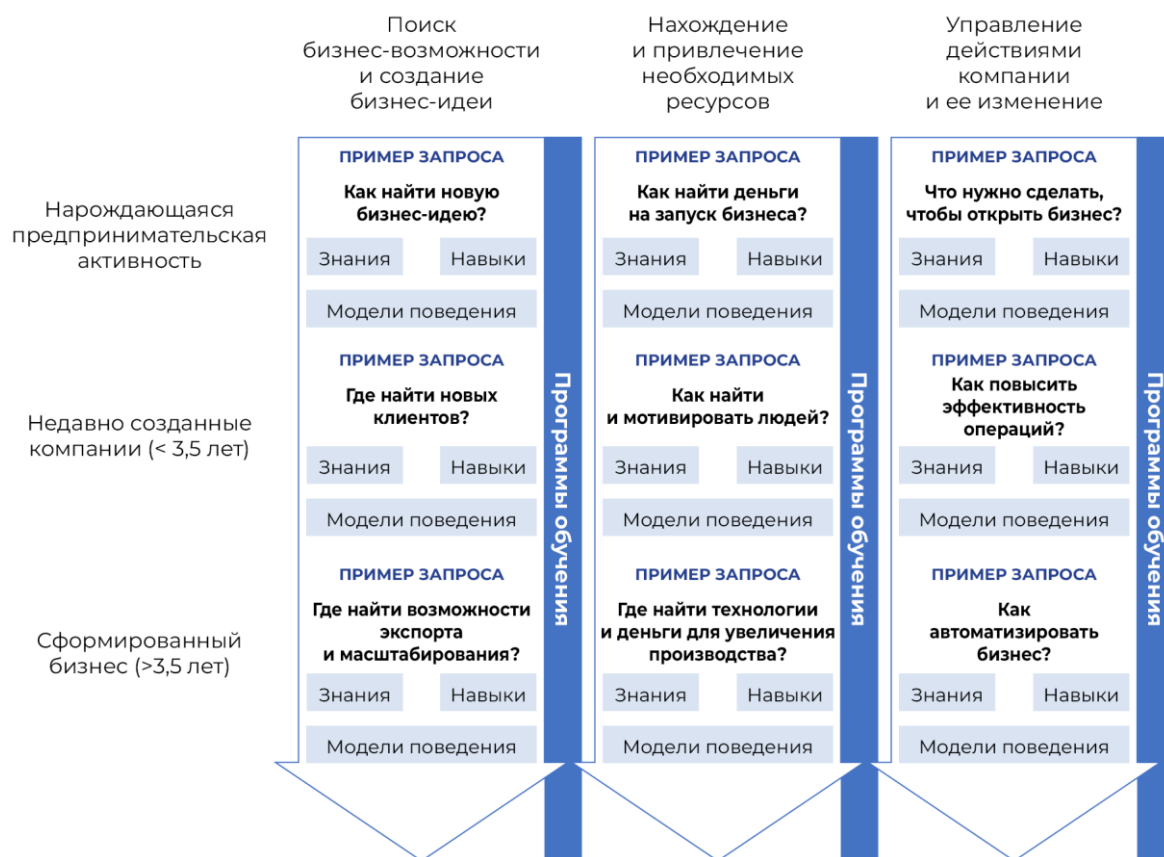 Поиск
бизнес-возможности
и создание
бизнес-идеи
Нахождение
и привлечение
необходимых
ресурсов
Управление
действиями
компании
и ее изменение
Нарождающаяся
предпринимательская
активность
ПРИМЕР ЗАПРОСА
Как найти новую
бизнес-идею?
Знания
Навыки
Модели поведения
ПРИМЕР ЗАПРОСА
Как найти деньги
на запуск бизнеса?
Знания
Навыки
Модели поведения
ПРИМЕР ЗАПРОСА
Что нужно сделать,
чтобы открыть бизнес?
Знания
Навыки
Модели поведения
Недавно созданные
компании (< 3,5 лет)
ПРИМЕР ЗАПРОСА
Где найти новых
клиентов?
Знания
Навыки
Модели поведения
ПРИМЕР ЗАПРОСА
Как найти
и мотивировать людей?
Знания
Навыки
Модели поведения
ПРИМЕР ЗАПРОСА
Как повысить
эффективность
операций?
Знания
Навыки
Модели поведения
Сформированный
бизнес (>3,5 лет)
ПРИМЕР ЗАПРОСА
Где найти возможности
экспорта
и масштабирования?
Знания
Навыки
Модели поведения
ПРИМЕР ЗАПРОСА
Где найти технологии
и деньги для увеличения
производства?
Знания
Навыки
Модели поведения
ПРИМЕР ЗАПРОСА
Как
автоматизировать
бизнес?
Знания
Навыки
Модели поведения
Программы обучения
Программы обучения
Программы обучения